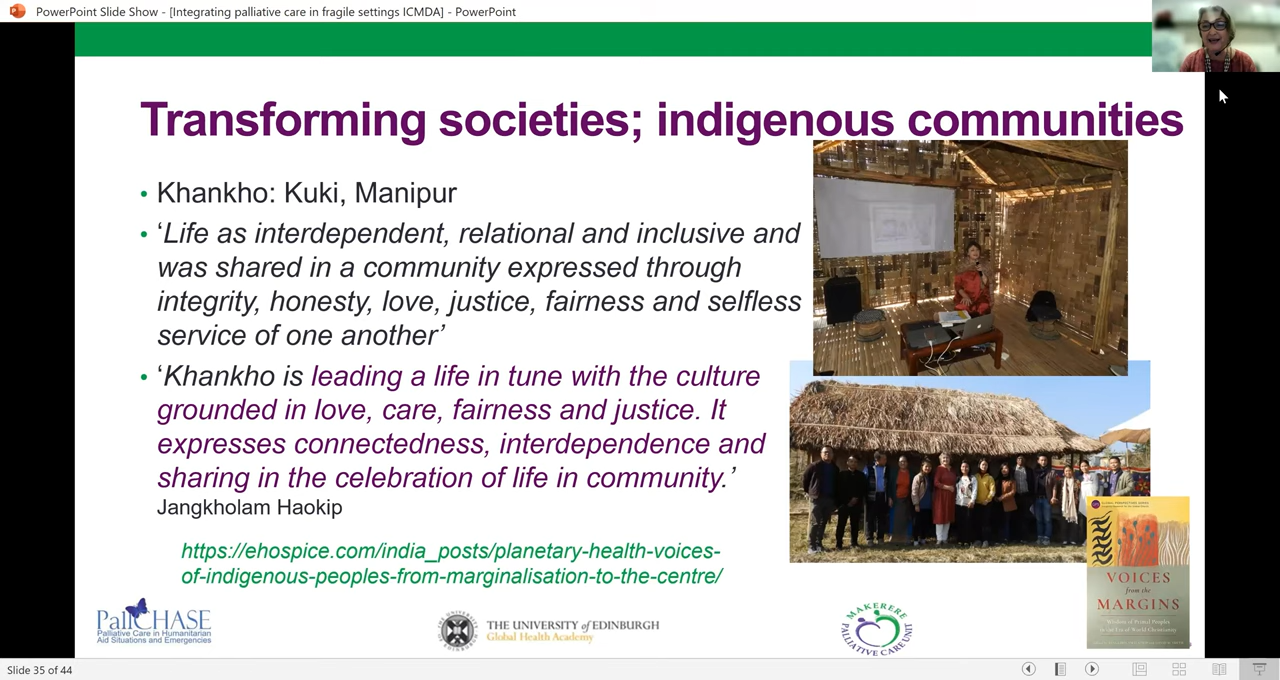 PowerPoint Slide Show - [Integrating palliative care in fragile settings ICMDA] - PowerPoint
Transforming societies; indigenous communities
• Khankho: Kuki, Manipur
• ‘Life as interdependent, relational and inclusive and
was shared in a community expressed through
integrity, honesty, love, justice, fairness and selfless
service of one another’
• ‘Khankho is leading a life in tune with the culture
grounded in love, care, fairness and justice. It
expresses connectedness, interdependence and
sharing in the celebration of life in community.’
Jangkholam Haokip
https://ehospice.com/india_posts/planetary-health-voices-
of-indigenous-peoples-from-marginalisation-to-the-centre/
VOICES
from the
MARGINS
PallCHASE
Palliative Care in Humanitarian
Aid Situations and Emergencies
THE UNIVERSITY of EDINBURGH
Global Health Academy
MAKERERE
PALLIATIVE CARE UNIT
Slide 35 of 44